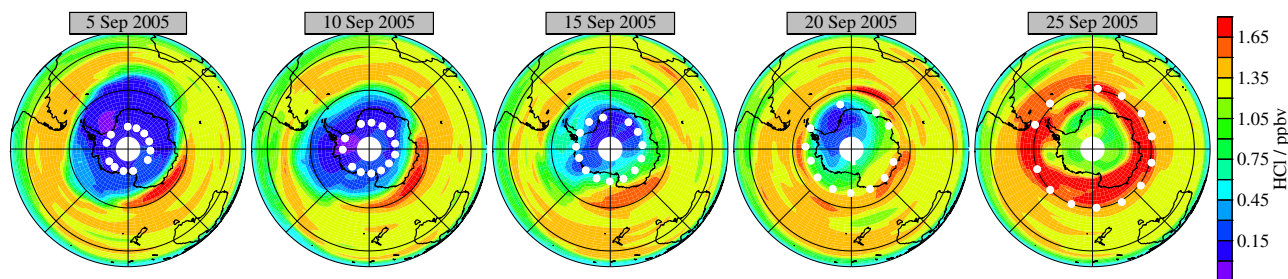 5 Sep 2005
10 Sep 2005
15 Sep 2005
20 Sep 2005
25 Sep 2005
1.65
1.35
1.05
0.75
0.45
0.15
HCl / ppbv